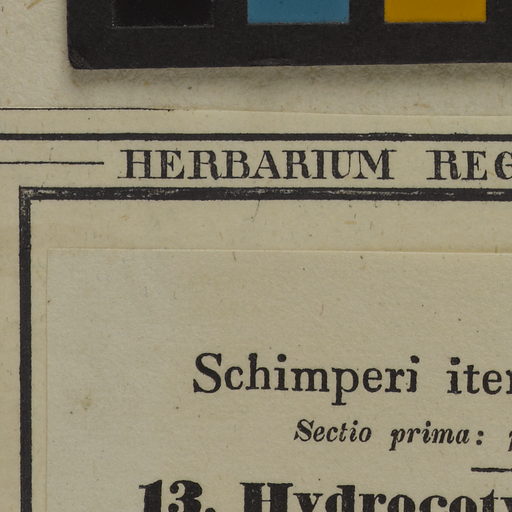 HERBARIUM REG
Schimperi iter
Sectio prima:
13. Hydrocoty